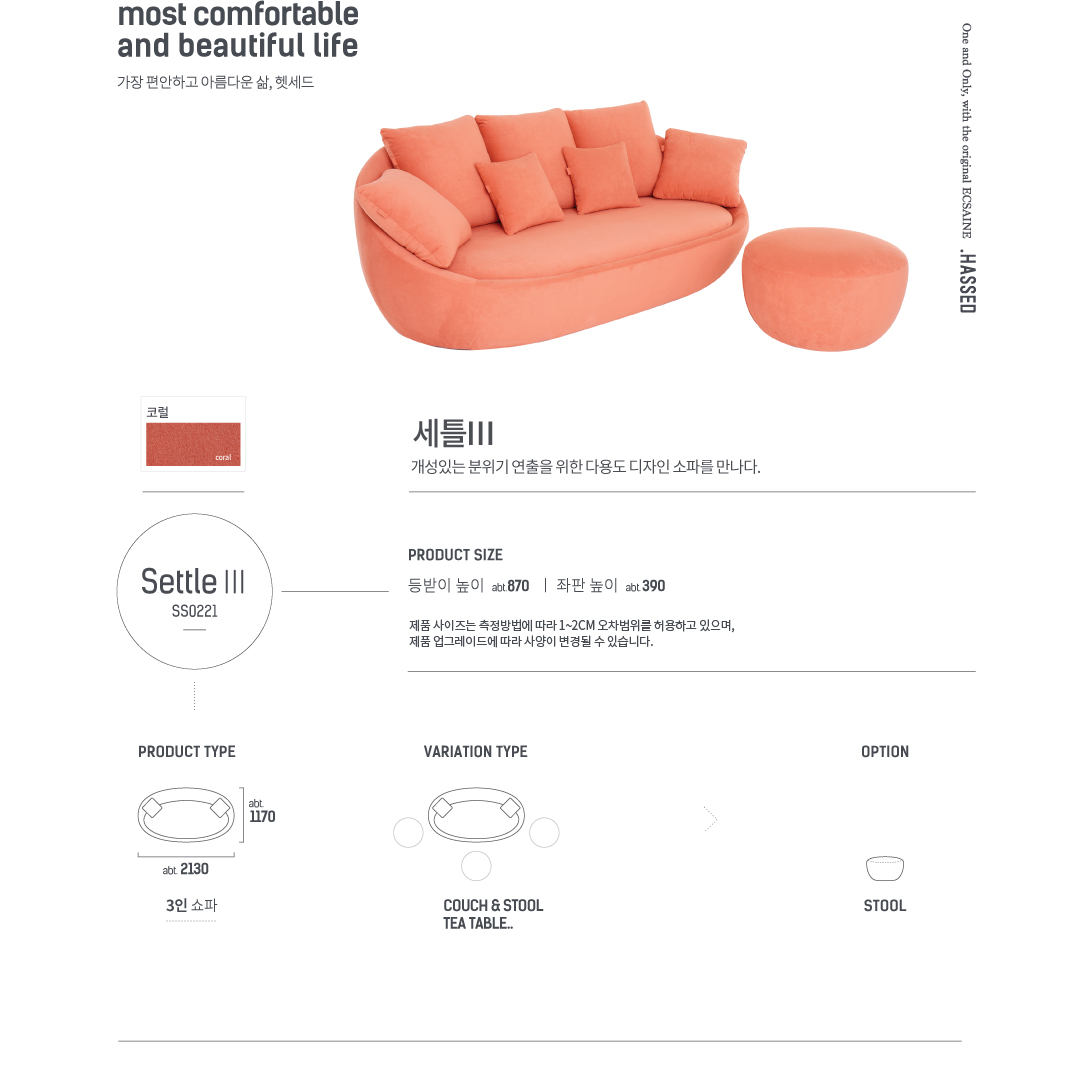 most comfortable
and beautiful life
가장 편안하고 아름다운 삶, 헷세드
One and Only, with the original ECSAINE .HASSED
코럴
coral
세틀III
개성있는 분위기 연출을 위한 다용도 디자인 소파를 만나다.
Settle III
SS0221
PRODUCT SIZE
등받이 높이 abt.870 | 좌판 높이 abt.390
제품 사이즈는 측정방법에 따라 1~2CM 오차범위를 허용하고 있으며,
제품 업그레이드에 따라 사양이 변경될 수 있습니다.
PRODUCT TYPE
abt.
1170
abt. 2130
3인 쇼파
VARIATION TYPE
COUCH & STOOL
TEA TABLE..
OPTION
STOOL